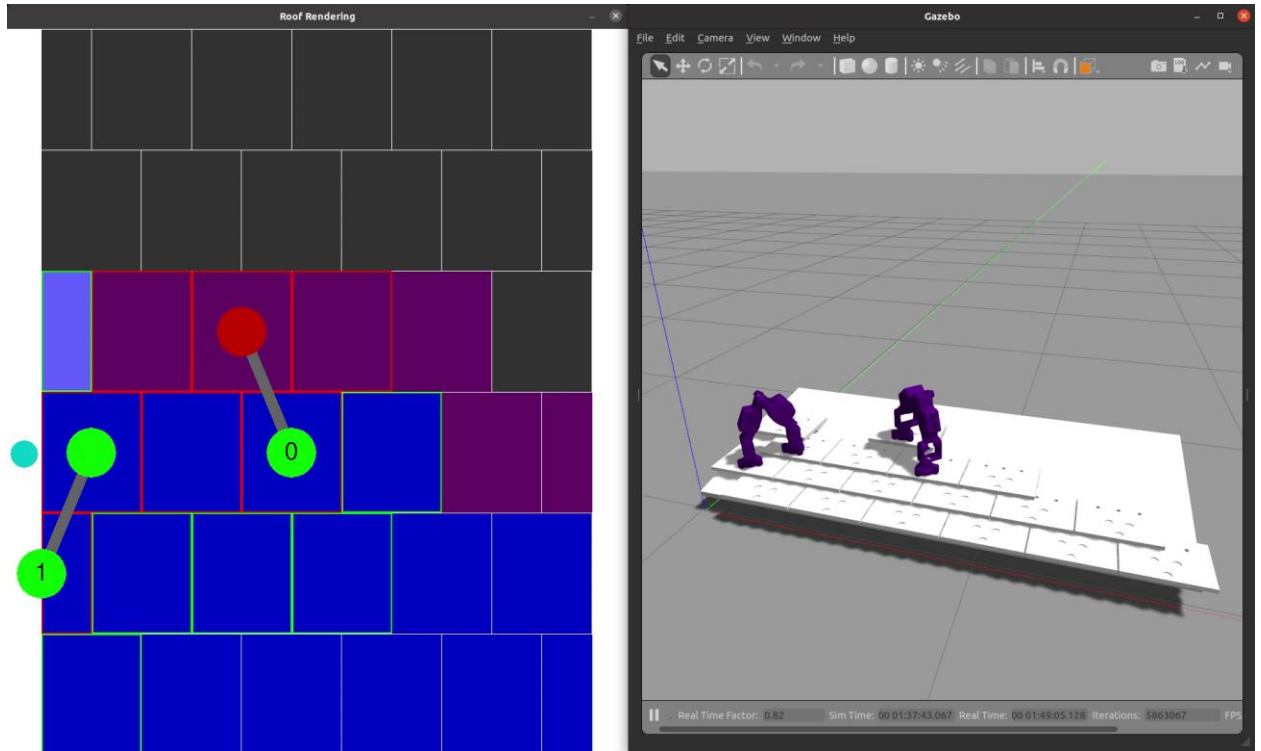 Roof Rendering
0
1
Gazebo
File Edit Camera View Window Help
Real Time Factor: 0.82 Sim Time: 00 01:37:43.067 Real Time: 00 01:49:05.128 Iterations: 5863067 FPS